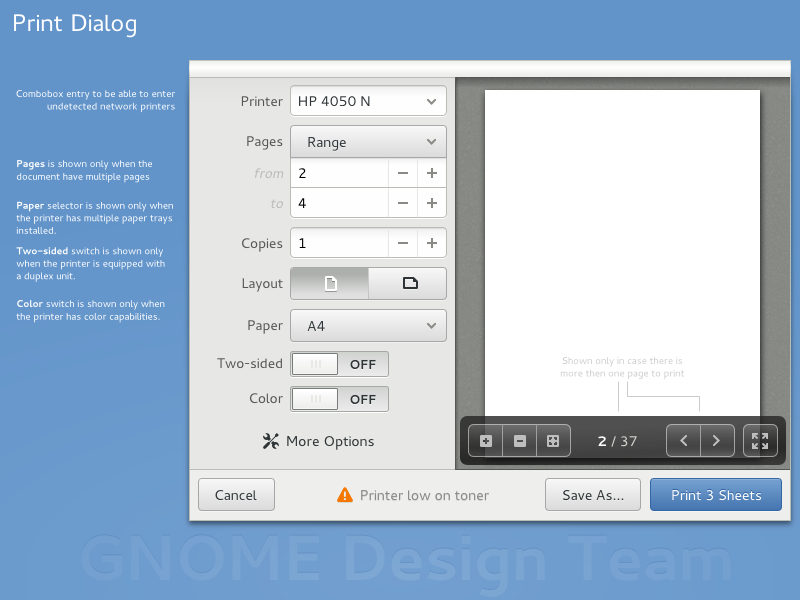 Print Dialog
Combobox entry to be able to enter
undetected network printers
Pages is shown only when the
document have multiple pages
Paper selector is shown only when
the printer has multiple paper trays
installed.
Two-sided switch is shown only
when the printer is equipped with
a duplex unit.
Color switch is shown only when
the printer has color capabilities.
Printer HP 4050 N
Pages Range
from 2
to 4
Copies 1
Layout
Paper A4
Two-sided OFF
Color OFF
More Options
Shown only in case there is
more then one page to print
2 / 37
Cancel
Printer low on toner
Save As...
Print 3 Sheets
GNOME Design Team